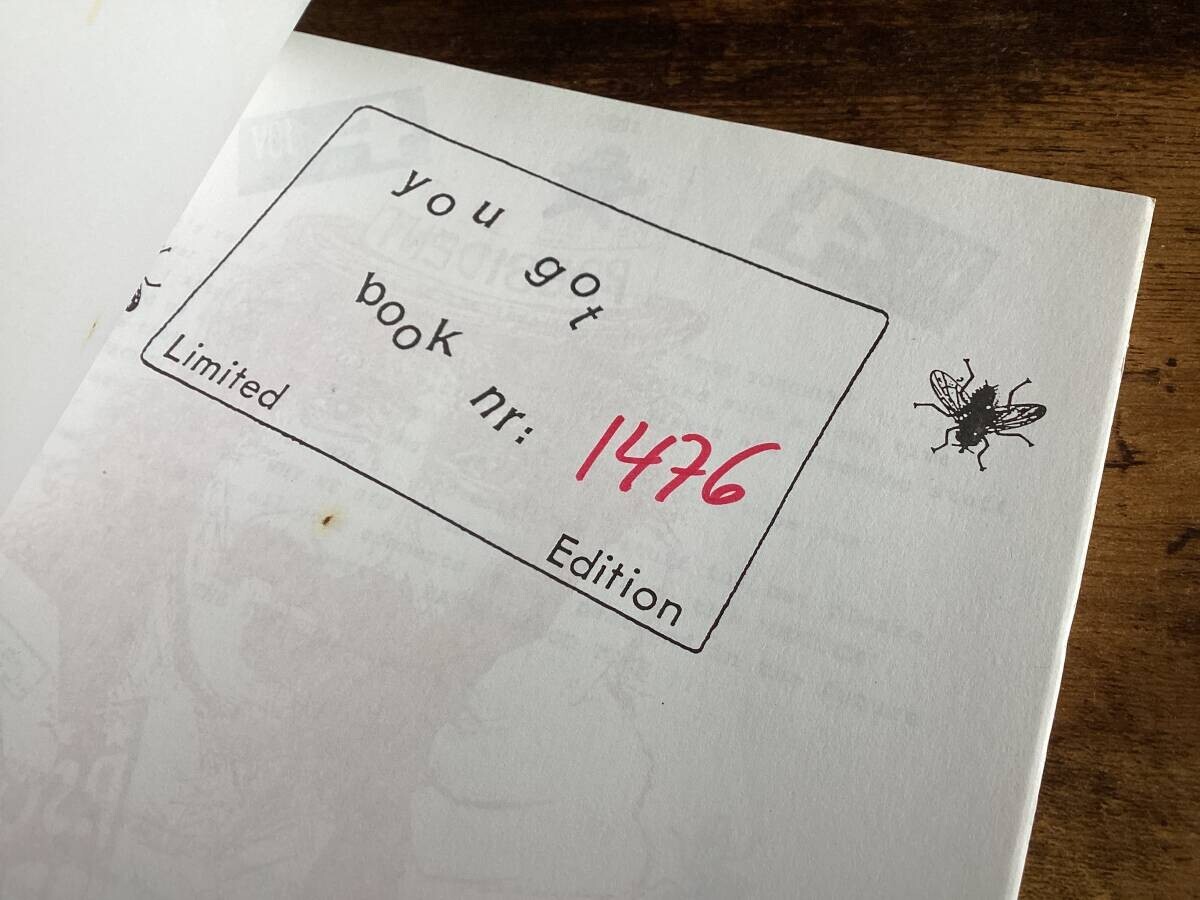 you got
book nr: 1476
Limited Edition